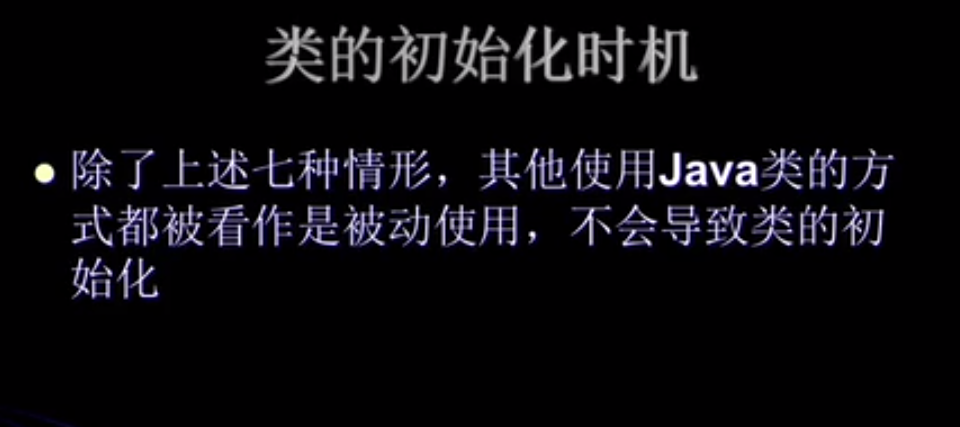 类的初始化时机
除了上述七种情形，其他使用Java类的方
式都被看作是被动使用，不会导致类的初
始化